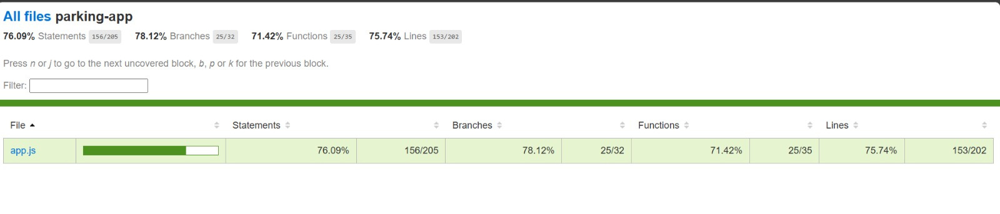 All files parking-app
76.09% Statements 156/205 78.12% Branches 25/32 71.42% Functions 25/35 75.74% Lines 153/202
Press n or j to go to the next uncovered block, b, p or k for the previous block.
Filter:
File Statements Branches Functions Lines
app.js 76.09% 156/205 78.12% 25/32 71.42% 25/35 75.74% 153/202